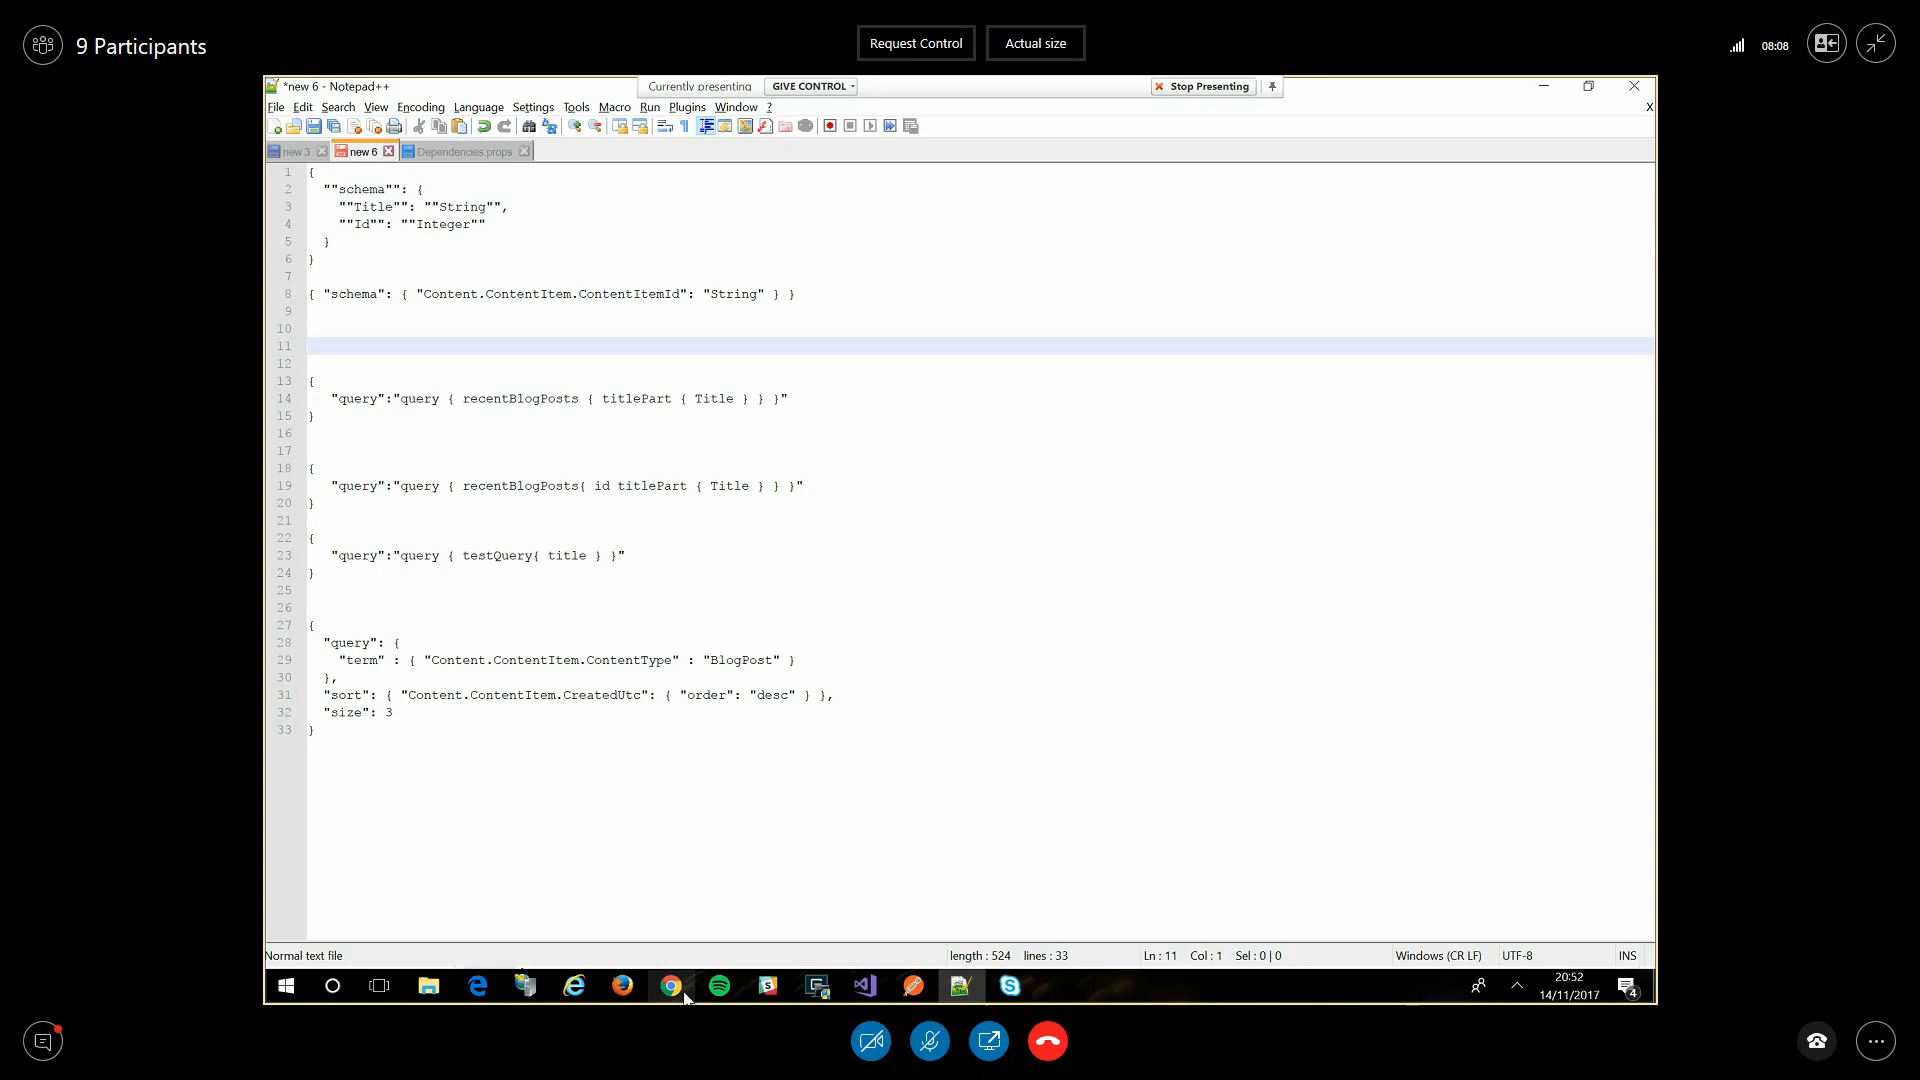 9 Participants
Request Control
Actual size
08:08
*new 6 - Notepad++
Currently presenting
GIVE CONTROL
Stop Presenting
File Edit Search View Encoding Language Settings Tools Macro Run Plugins Window ?
X
new 3
new 6
Dependencies.props
1 {
2 ""schema"": {
3 ""Title"": ""String"",
4 ""Id"": ""Integer""
5 }
6 }
7
8 { "schema": { "Content.ContentItem.ContentItemId": "String" } }
9
10
11
12
13 {
14 "query":"query { recentBlogPosts { titlePart { Title } } }"
15 }
16
17
18 {
19 "query":"query { recentBlogPosts{ id titlePart { Title } } }"
20 }
21
22 {
23 "query":"query { testQuery{ title } }"
24 }
25
26
27 {
28 "query": {
29 "term" : { "Content.ContentItem.ContentType" : "BlogPost" }
30 },
31 "sort": { "Content.ContentItem.CreatedUtc": { "order": "desc" } },
32 "size": 3
33 }
Normal text file
length : 524 lines : 33
Ln : 11 Col : 1 Sel : 0 | 0
Windows (CR LF)
UTF-8
INS
20:52
14/11/2017
4